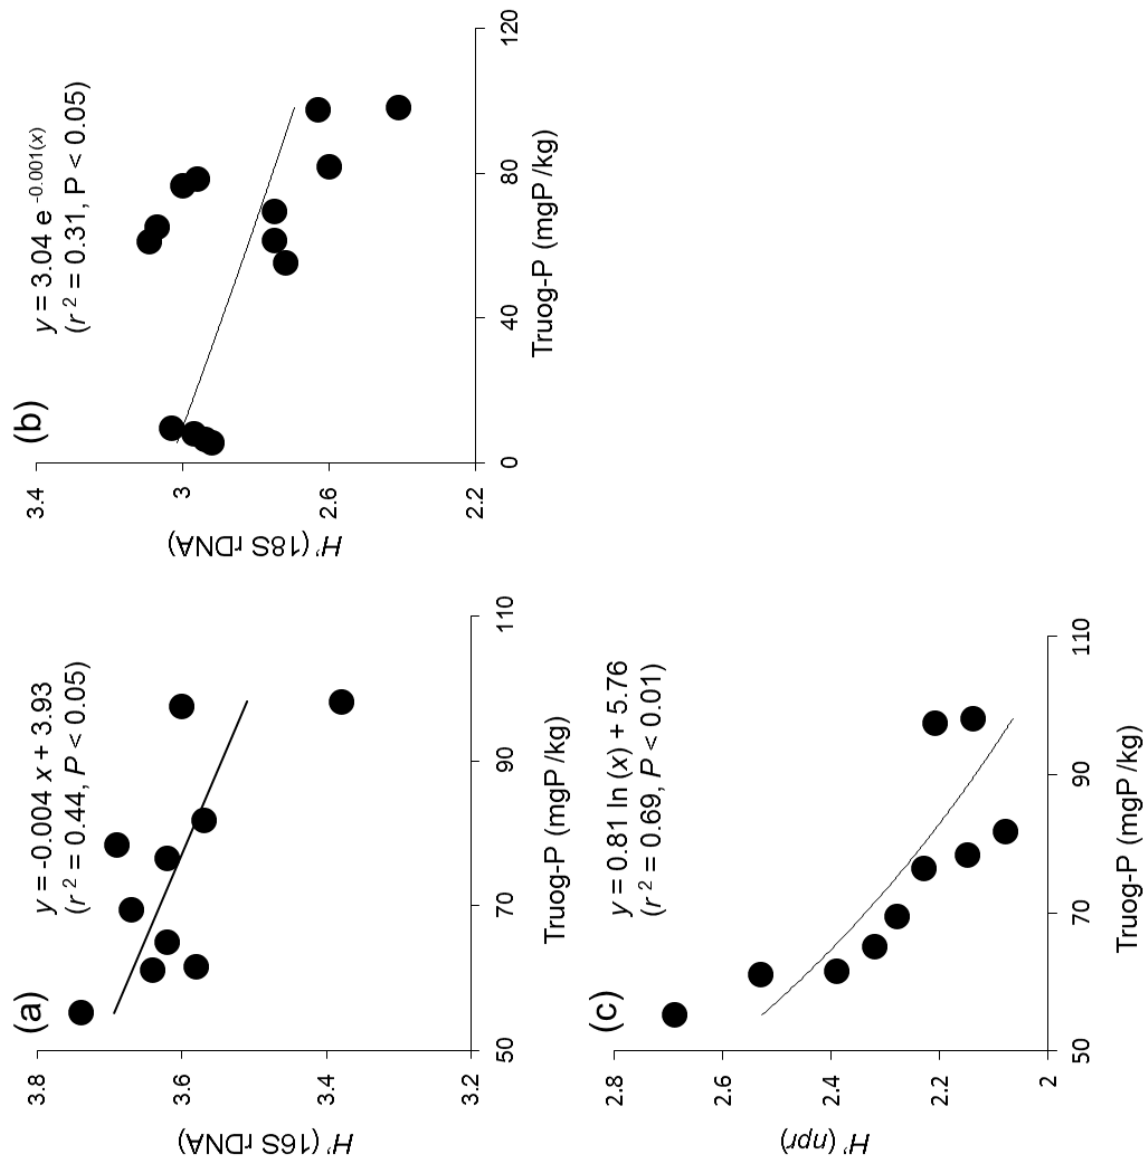 (a)
y = -0.004 x + 3.93
(r 2 = 0.44, P < 0.05)
3.8
3.6
3.4
3.2
H’ (16S rDNA)
50
70
90
110
Truog-P (mgP /kg)
(b)
y = 3.04 e -0.001(x)
(r 2 = 0.31, P < 0.05)
3.4
3
2.6
2.2
H’ (18S rDNA)
0
40
80
120
Truog-P (mgP /kg)
(c)
y = 0.81 ln (x) + 5.76
(r 2 = 0.69, P < 0.01)
2.8
2.6
2.4
2.2
2
H’ (npr)
50
70
90
110
Truog-P (mgP /kg)